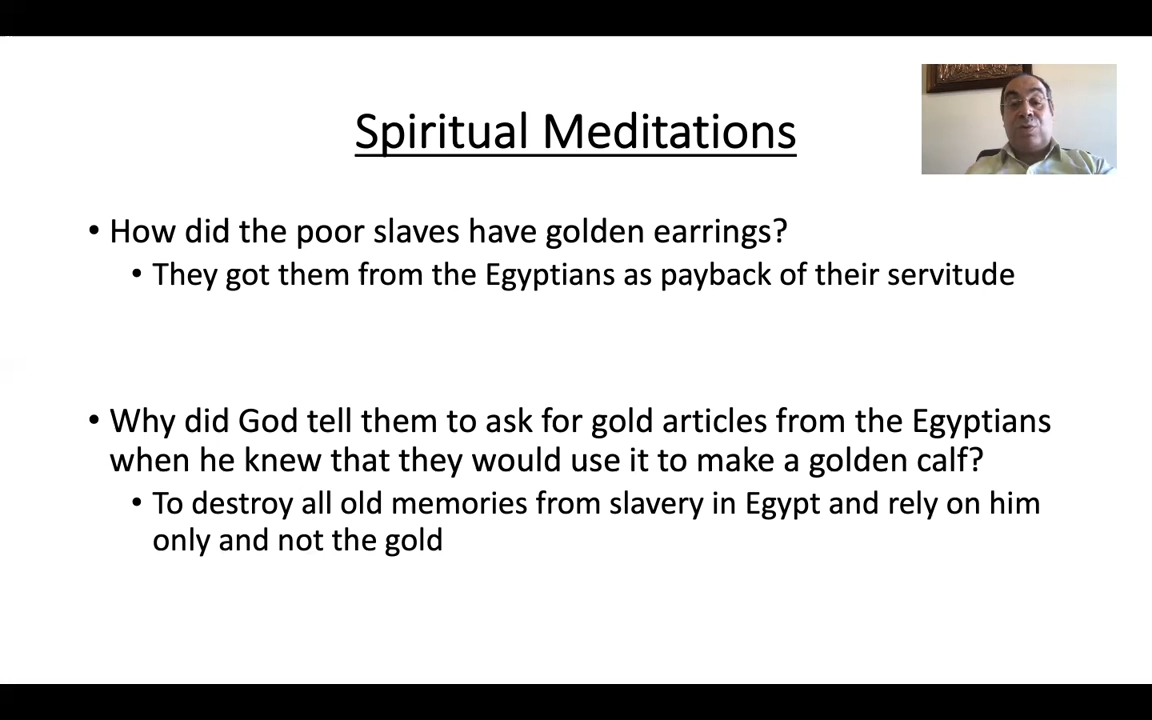 Spiritual Meditations
• How did the poor slaves have golden earrings?
• They got them from the Egyptians as payback of their servitude
• Why did God tell them to ask for gold articles from the Egyptians
when he knew that they would use it to make a golden calf?
• To destroy all old memories from slavery in Egypt and rely on him
only and not the gold